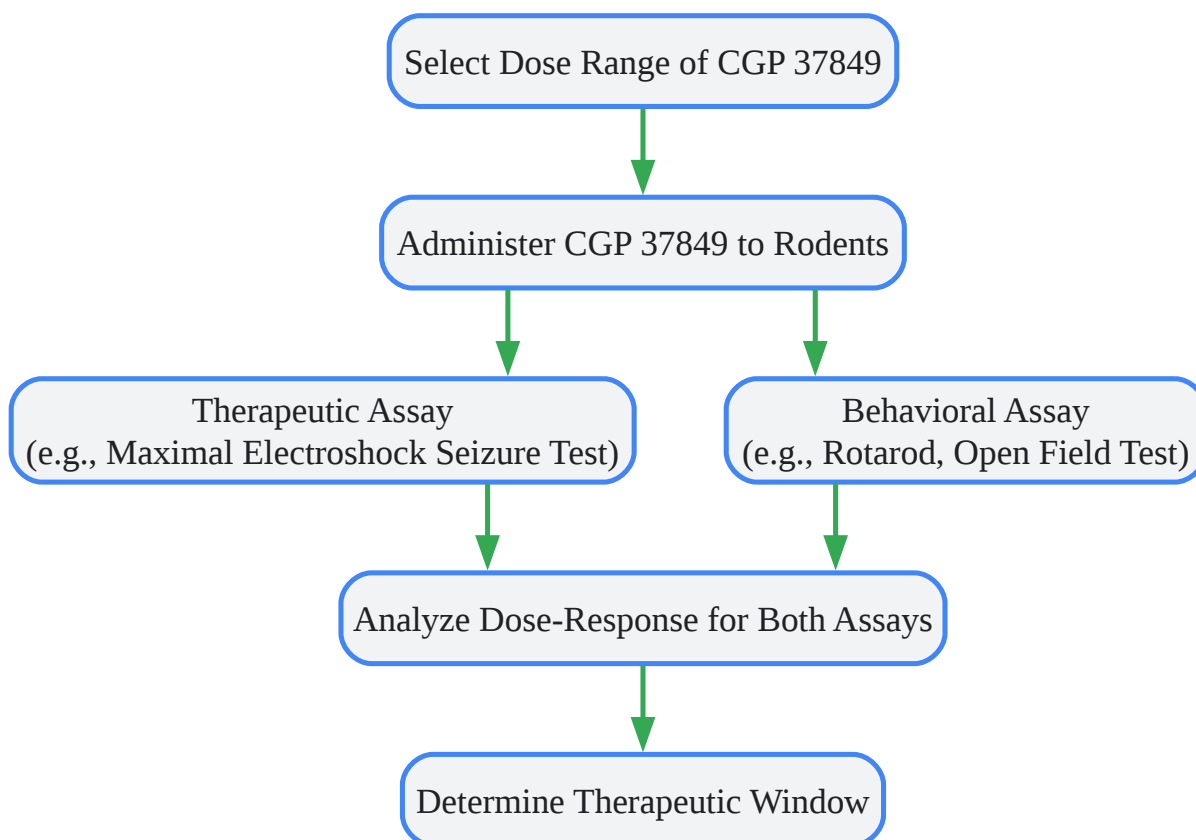 Select Dose Range of CGP 37849
Administer CGP 37849 to Rodents
Therapeutic Assay
(e.g., Maximal Electroshock Seizure Test)
Behavioral Assay
(e.g., Rotarod, Open Field Test)
Analyze Dose-Response for Both Assays
Determine Therapeutic Window